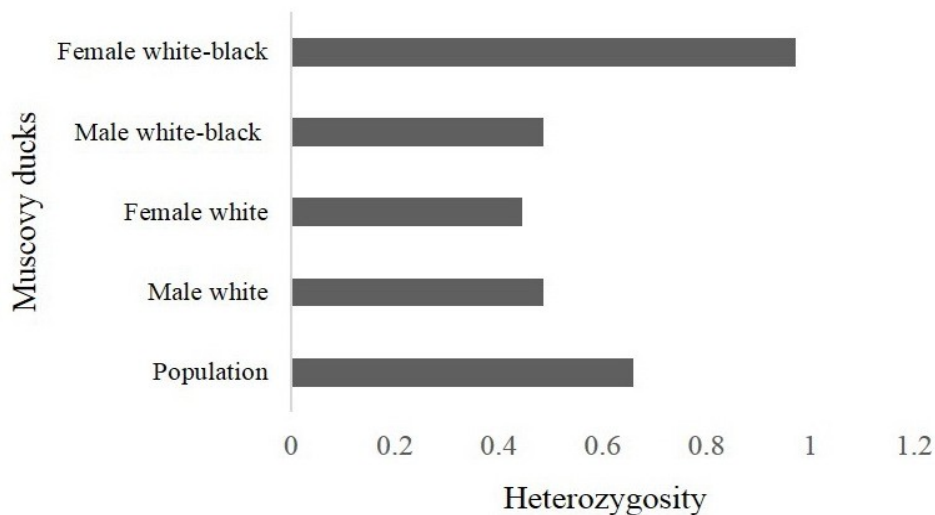 Female white-black
Male white-black
Female white
Male white
Population
Muscovy ducks
0 0.2 0.4 0.6 0.8 1 1.2
Heterozygosity